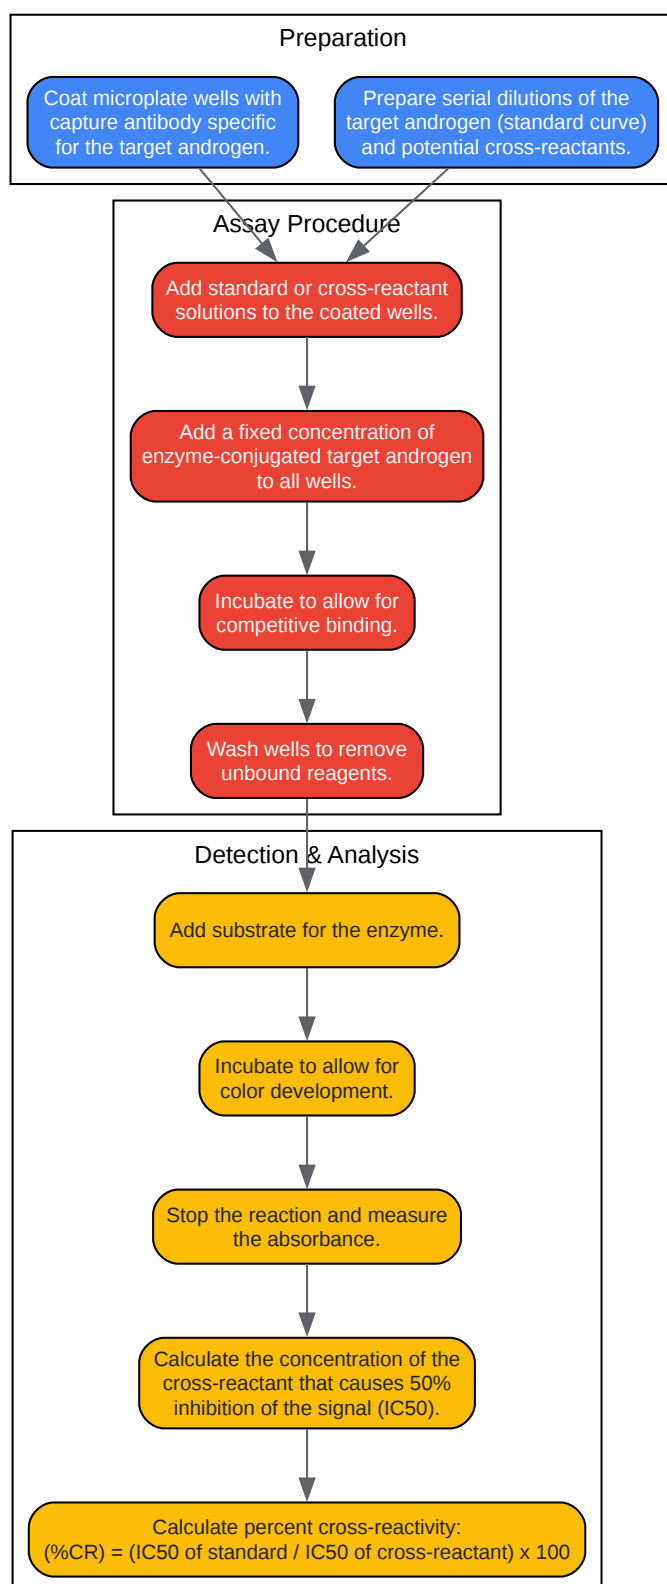 Preparation
Coat microplate wells with
capture antibody specific
for the target androgen.
Prepare serial dilutions of the
target androgen (standard curve)
and potential cross-reactants.
Assay Procedure
Add standard or cross-reactant
solutions to the coated wells.
Add a fixed concentration of
enzyme-conjugated target androgen
to all wells.
Incubate to allow for
competitive binding.
Wash wells to remove
unbound reagents.
Detection & Analysis
Add substrate for the enzyme.
Incubate to allow for
color development.
Stop the reaction and measure
the absorbance.
Calculate the concentration of the
cross-reactant that causes 50%
inhibition of the signal (IC50).
Calculate percent cross-reactivity:
(%CR) = (IC50 of standard / IC50 of cross-reactant) x 100